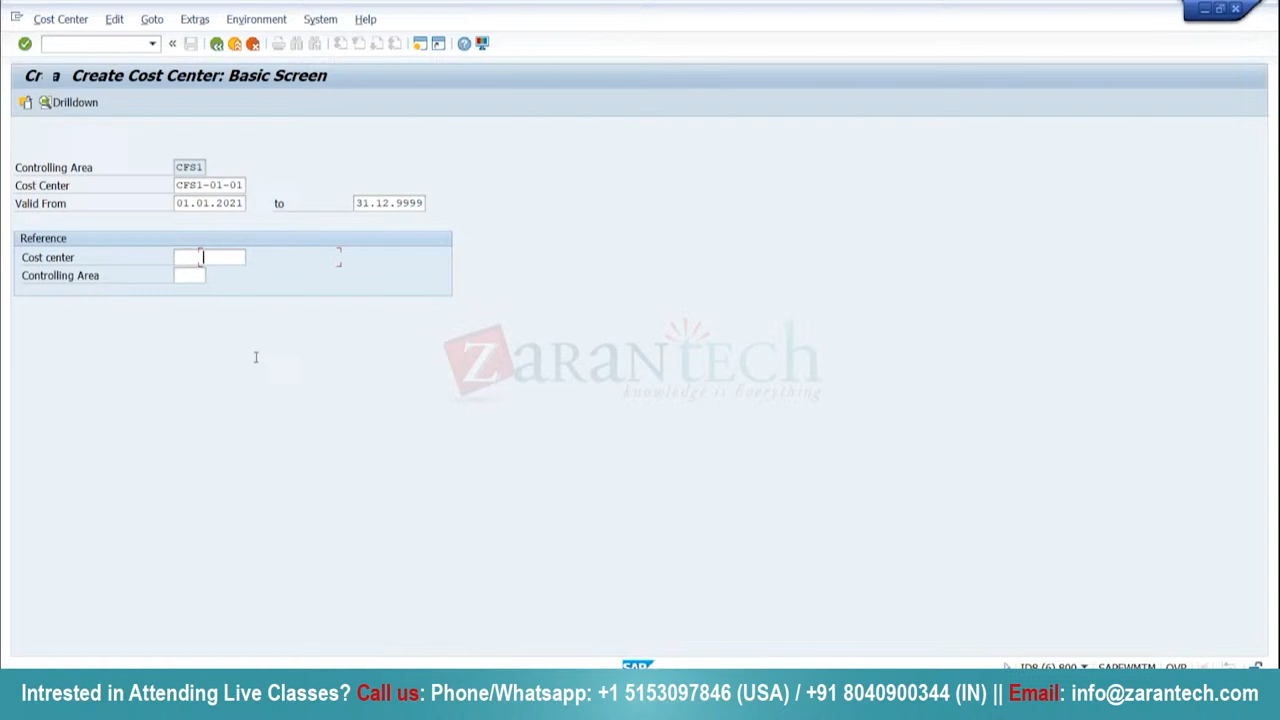 Cost Center Edit Goto Extras Environment System Help
Create Cost Center: Basic Screen
Drilldown
Controlling Area CFS1
Cost Center CFS1-01-01
Valid From 01.01.2021 to 31.12.9999
Reference
Cost center
Controlling Area
ZaranTech
knowledge is Everything
Intrested in Attending Live Classes? Call us: Phone/Whatsapp: +1 5153097846 (USA) / +91 8040900344 (IN) || Email: info@zarantech.com